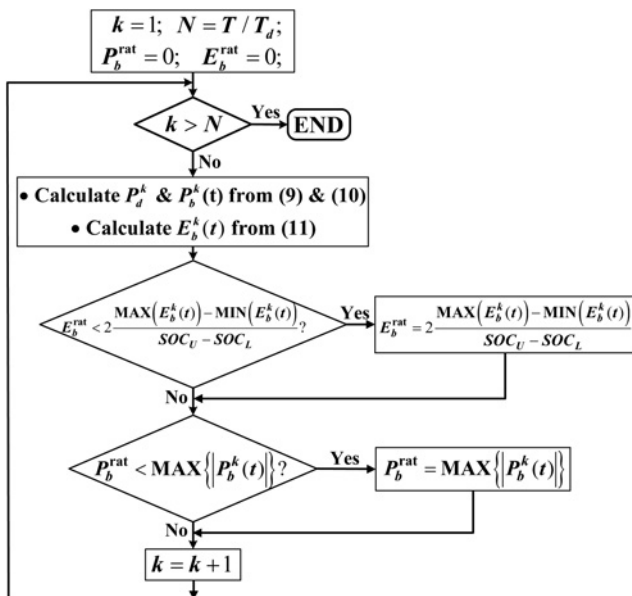 k = 1; N = T / T_d;
P_b^rat = 0; E_b^rat = 0;
k > N
Yes
END
No
• Calculate P_d^k & P_b^k(t) from (9) & (10)
• Calculate E_b^k(t) from (11)
E_b^rat < 2 (MAX(E_b^k(t)) − MIN(E_b^k(t))) / (SOC_U − SOC_L) ?
Yes
E_b^rat = 2 (MAX(E_b^k(t)) − MIN(E_b^k(t))) / (SOC_U − SOC_L)
No
P_b^rat < MAX{|P_b^k(t)|}?
Yes
P_b^rat = MAX{|P_b^k(t)|}
No
k = k + 1